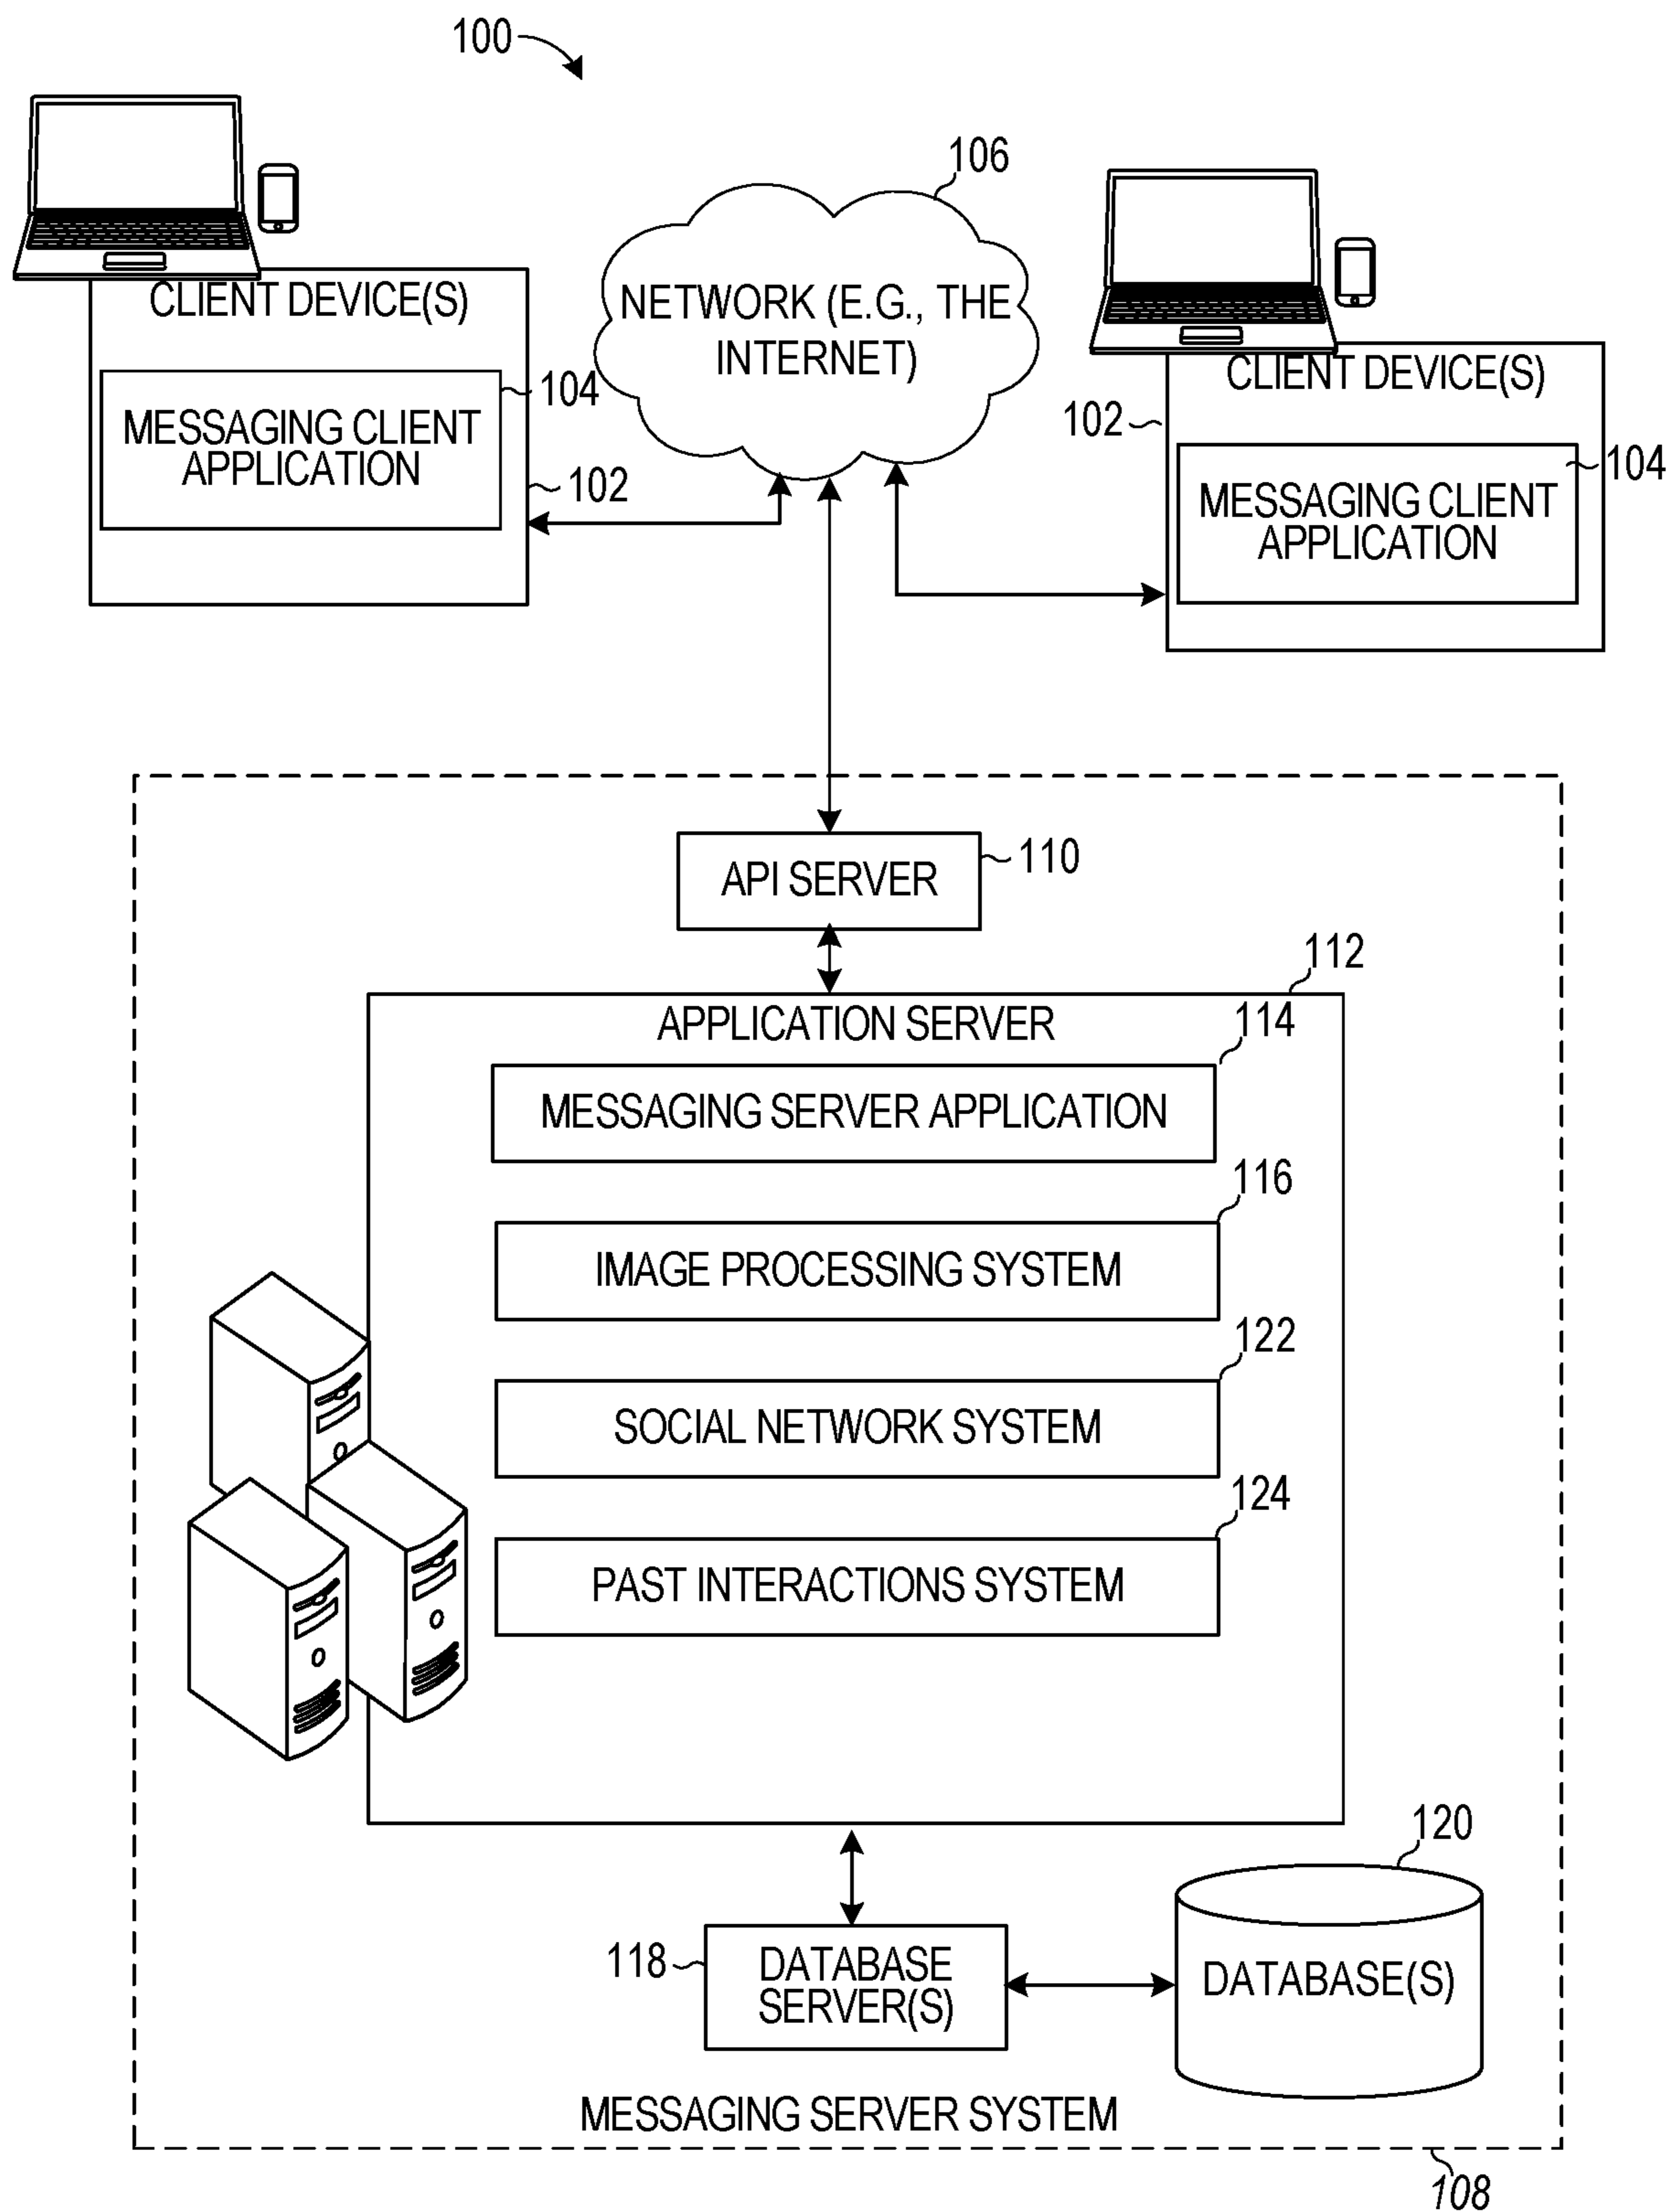 100
106
CLIENT DEVICE(S)
104
MESSAGING CLIENT
APPLICATION
102
NETWORK (E.G., THE
INTERNET)
CLIENT DEVICE(S)
102
104
MESSAGING CLIENT
APPLICATION
API SERVER
110
112
APPLICATION SERVER
114
MESSAGING SERVER APPLICATION
116
IMAGE PROCESSING SYSTEM
122
SOCIAL NETWORK SYSTEM
124
PAST INTERACTIONS SYSTEM
120
118
DATABASE
SERVER(S)
DATABASE(S)
MESSAGING SERVER SYSTEM
108